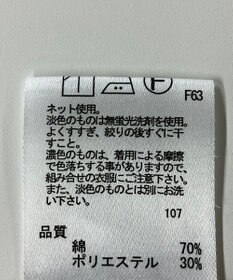 F
F63
ネット使用。
淡色のものは無蛍光洗剤を使用。
よくすすぎ、絞りの後すぐに干
すこと。
濃色のものは、着用による摩擦
で色落ちする事がありますので、
組み合せの衣服にご注意下さい。
また、淡色のものとは別にお洗
い下さい。
107
品質
綿 70%
ポリエステル 30%